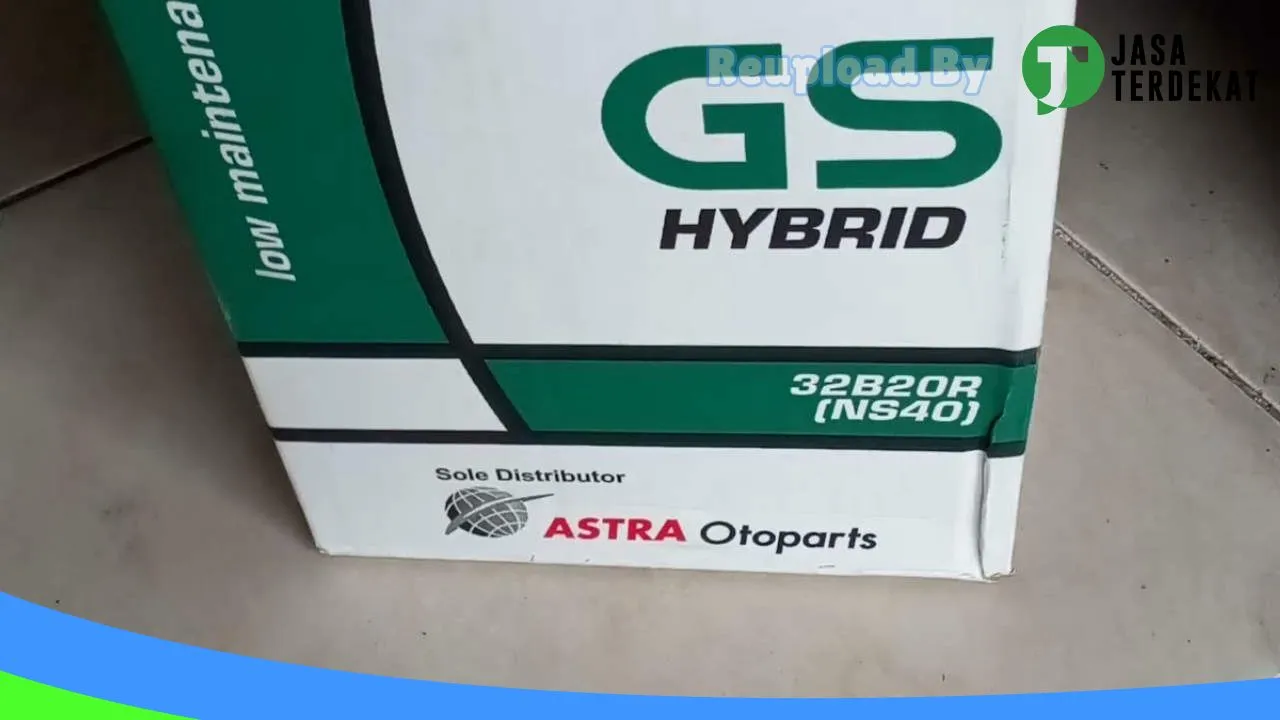 Reupload By
JASA
TERDEKAT
low maintena
GS
HYBRID
32B20R
(NS40)
Sole Distributor
ASTRA Otoparts